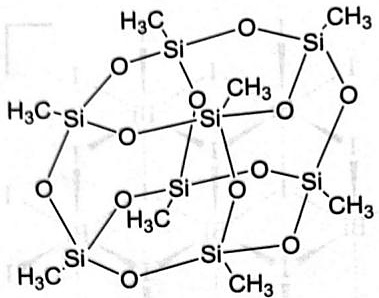 H3C CH3
Si O Si
O
O CH3 O
H3C Si O Si O
O O Si O O Si
H3C CH3
Si Si O
H3C O CH3